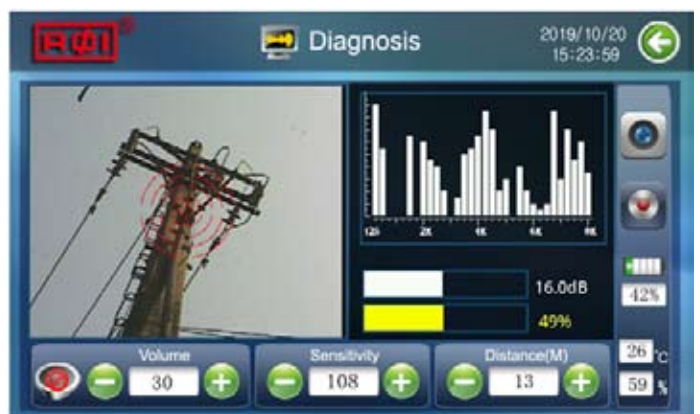 Diagnosis
2019/10/20
15:23:59
120 2K 4K 6K 8K
16.0dB
49%
42%
Volume
30
Sensitivity
108
Distance(M)
13
26 °C
59 %